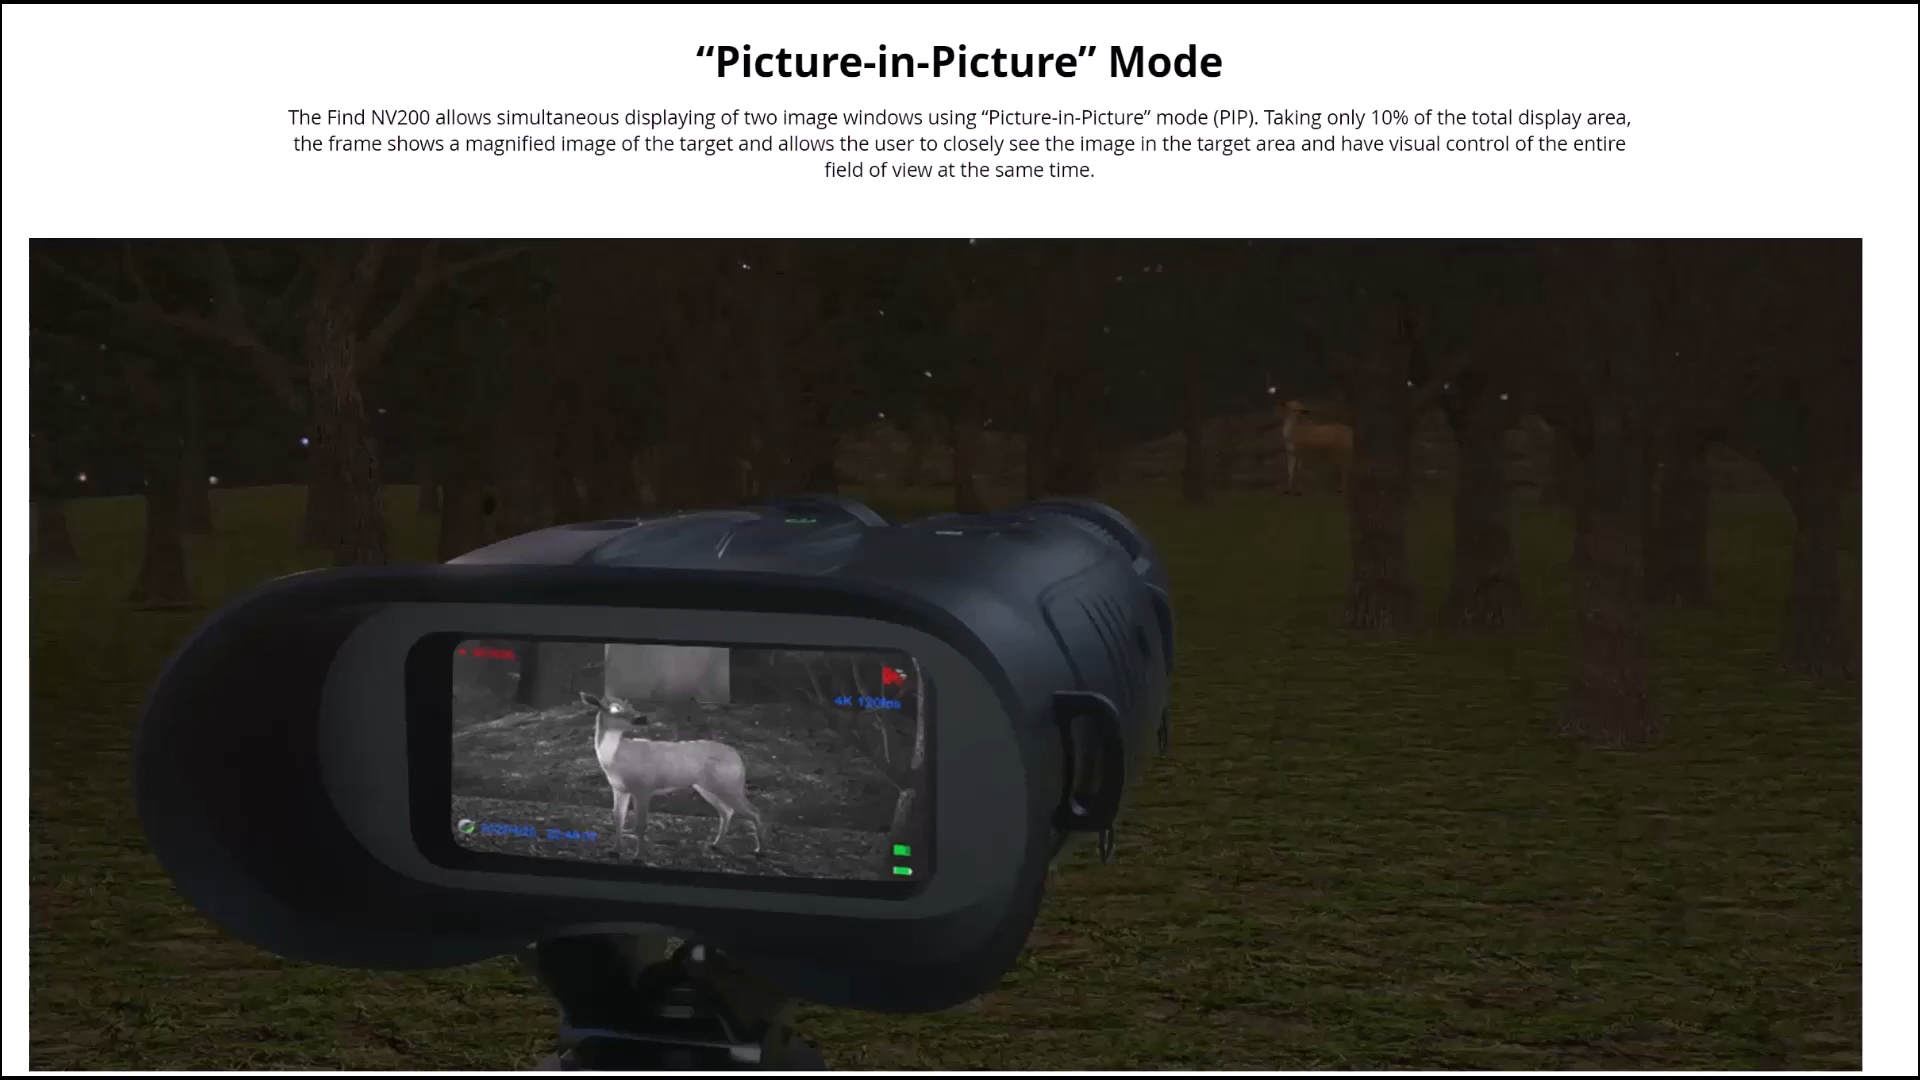 “Picture-in-Picture” Mode
The Find NV200 allows simultaneous displaying of two image windows using “Picture-in-Picture” mode (PIP). Taking only 10% of the total display area,
the frame shows a magnified image of the target and allows the user to closely see the image in the target area and have visual control of the entire
field of view at the same time.
4K 120fps